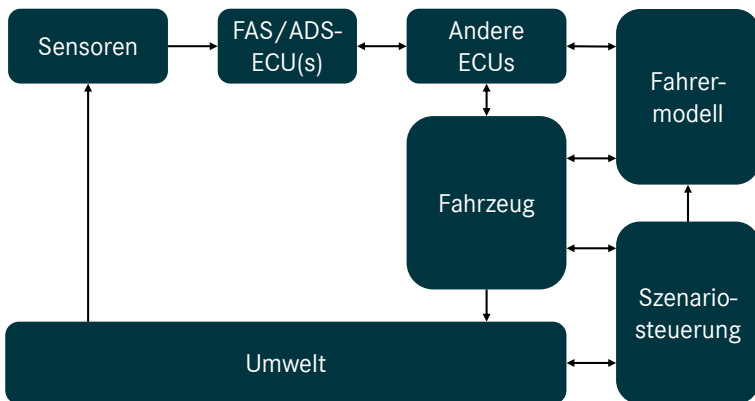 Sensoren
FAS/ADS-
ECU(s)
Andere
ECUs
Fahrer-
modell
Fahrzeug
Szenario-
steuerung
Umwelt